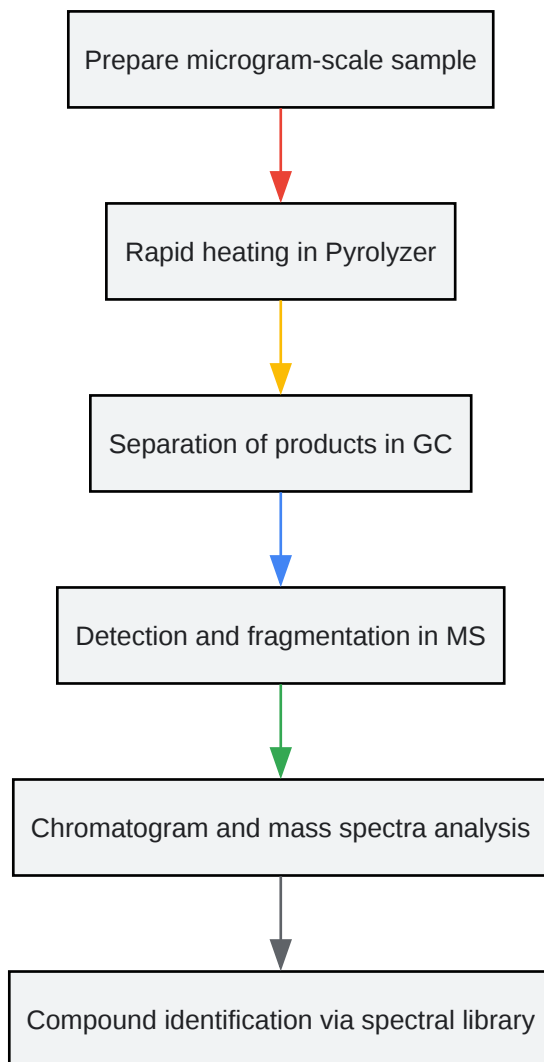 Prepare microgram-scale sample
Rapid heating in Pyrolyzer
Separation of products in GC
Detection and fragmentation in MS
Chromatogram and mass spectra analysis
Compound identification via spectral library